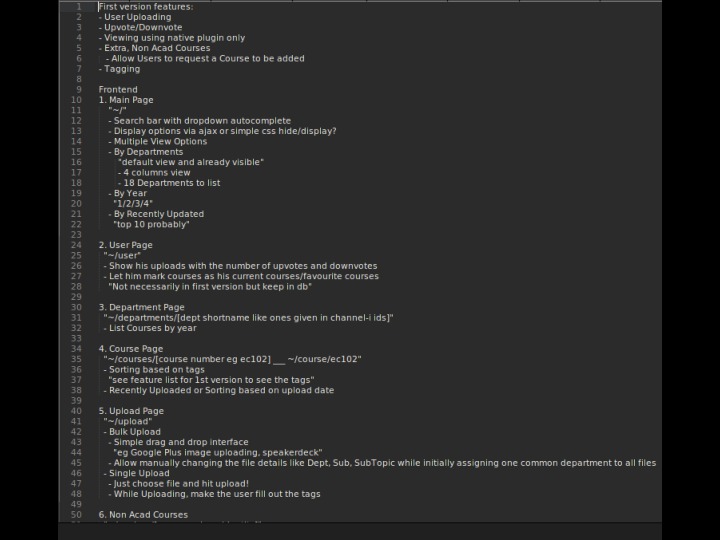 1 First version features:
2 - User Uploading
3 - Upvote/Downvote
4 - Viewing using native plugin only
5 - Extra, Non Acad Courses
6 - Allow Users to request a Course to be added
7 - Tagging
8
9 Frontend
10 1. Main Page
11 "~/"
12 - Search bar with dropdown autocomplete
13 - Display options via ajax or simple css hide/display?
14 - Multiple View Options
15 - By Departments
16 "default view and already visible"
17 - 4 columns view
18 - 18 Departments to list
19 - By Year
20 "1/2/3/4"
21 - By Recently Updated
22 "top 10 probably"
23
24 2. User Page
25 "~/user"
26 - Show his uploads with the number of upvotes and downvotes
27 - Let him mark courses as his current courses/favourite courses
28 "Not necessarily in first version but keep in db"
29
30 3. Department Page
31 "~/departments/[dept shortname like ones given in channel-i ids]"
32 - List Courses by year
33
34 4. Course Page
35 "~/courses/[course number eg ec102] ___ ~/course/ec102"
36 - Sorting based on tags
37 "see feature list for 1st version to see the tags"
38 - Recently Uploaded or Sorting based on upload date
39
40 5. Upload Page
41 "~/upload"
42 - Bulk Upload
43 - Simple drag and drop interface
44 "eg Google Plus image uploading, speakerdeck"
45 - Allow manually changing the file details like Dept, Sub, SubTopic while initially assigning one common department to all files
46 - Single Upload
47 - Just choose file and hit upload!
48 - While Uploading, make the user fill out the tags
49
50 6. Non Acad Courses